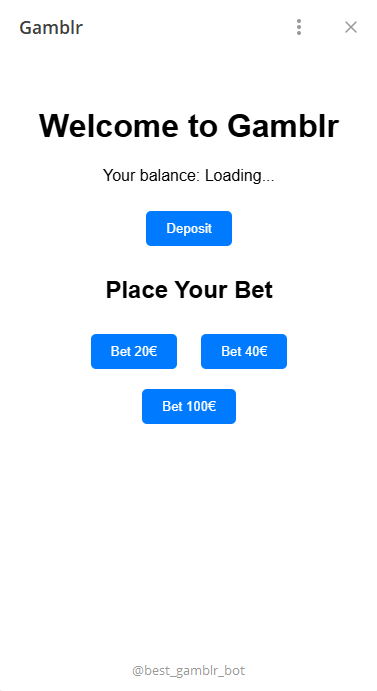 Gamblr
Welcome to Gamblr
Your balance: Loading...
Deposit
Place Your Bet
Bet 20€ Bet 40€
Bet 100€
@best_gamblr_bot